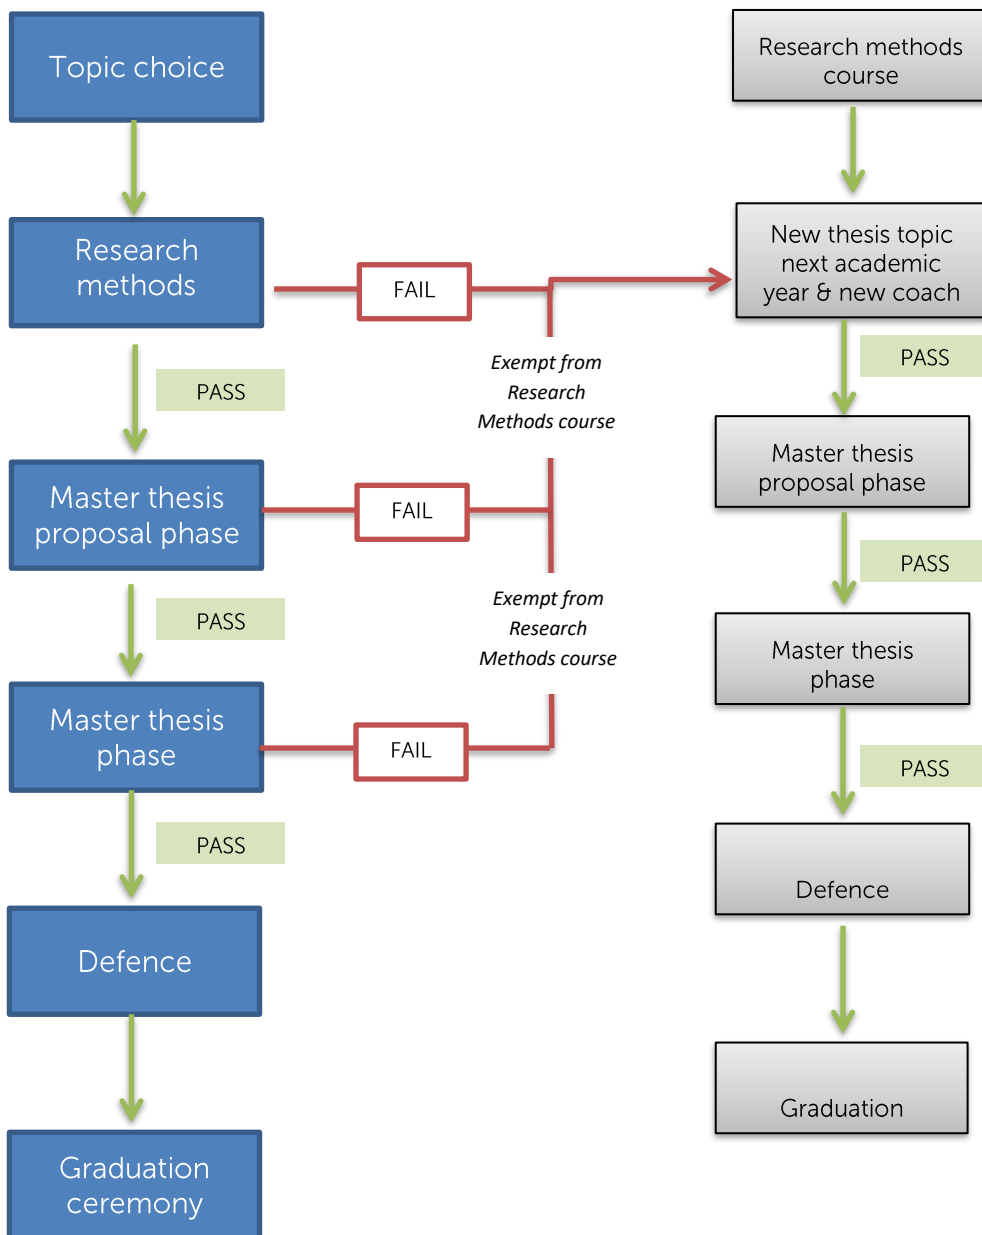 Topic choice
Research
methods
FAIL
PASS
Exempt from
Research
Methods course
Master thesis
proposal phase
FAIL
PASS
Exempt from
Research
Methods course
Master thesis
phase
FAIL
PASS
Defence
Graduation
ceremony
Research methods
course
New thesis topic
next academic
year & new coach
PASS
Master thesis
proposal phase
PASS
Master thesis
phase
PASS
Defence
Graduation